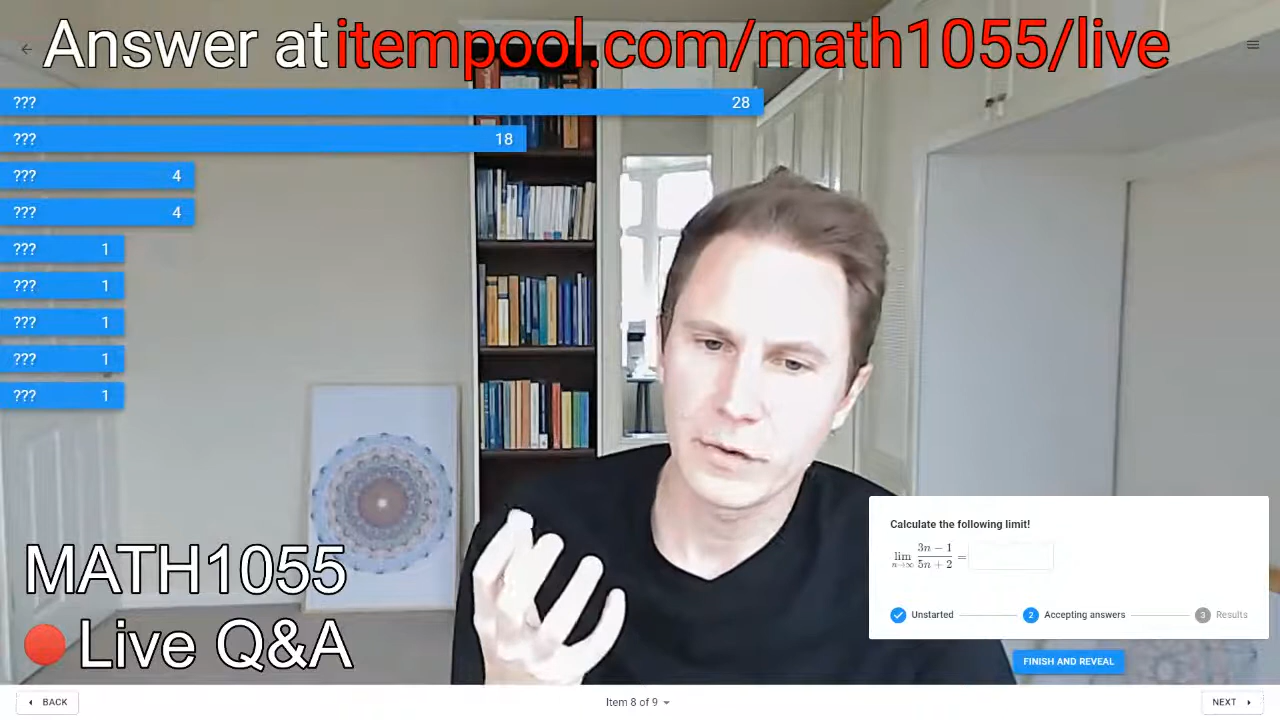 Answer at itempool.com/math1055/live
??? 28
??? 18
??? 4
??? 4
??? 1
??? 1
??? 1
??? 1
??? 1
Calculate the following limit!
lim n→∞ 3n − 1 / 5n + 2 =
Unstarted 2 Accepting answers 3 Results
FINISH AND REVEAL
MATH1055
Live Q&A
BACK Item 8 of 9 NEXT